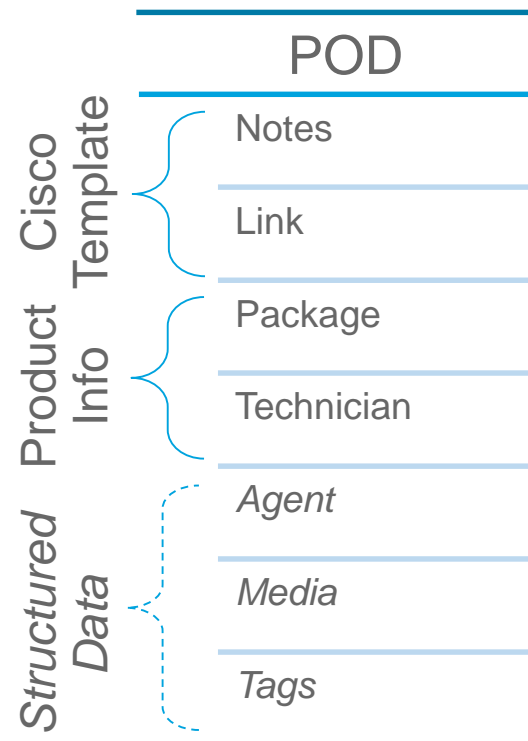 POD
Cisco
Template
Notes
Link
Product
Info
Package
Technician
Structured
Data
Agent
Media
Tags